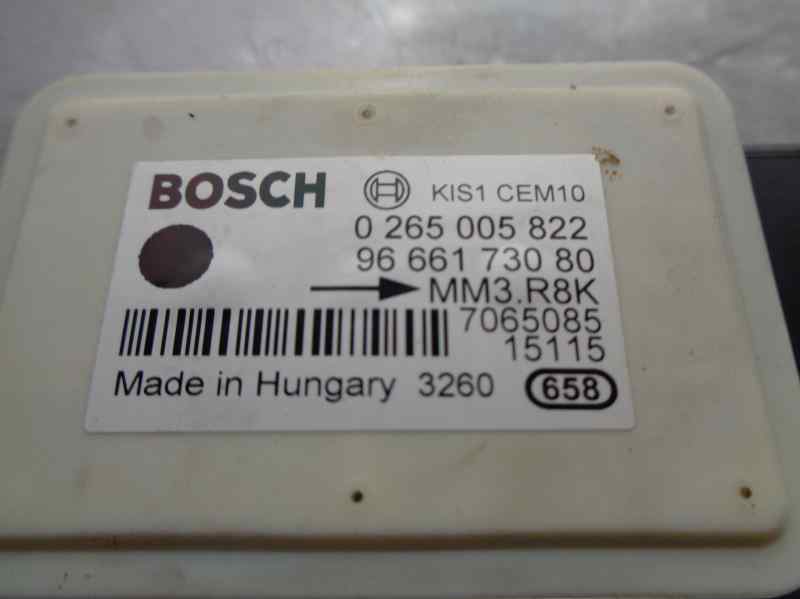 BOSCH KIS1 CEM10
0 265 005 822
96 661 730 80
MM3.R8K
7065085
15115
Made in Hungary 3260 658